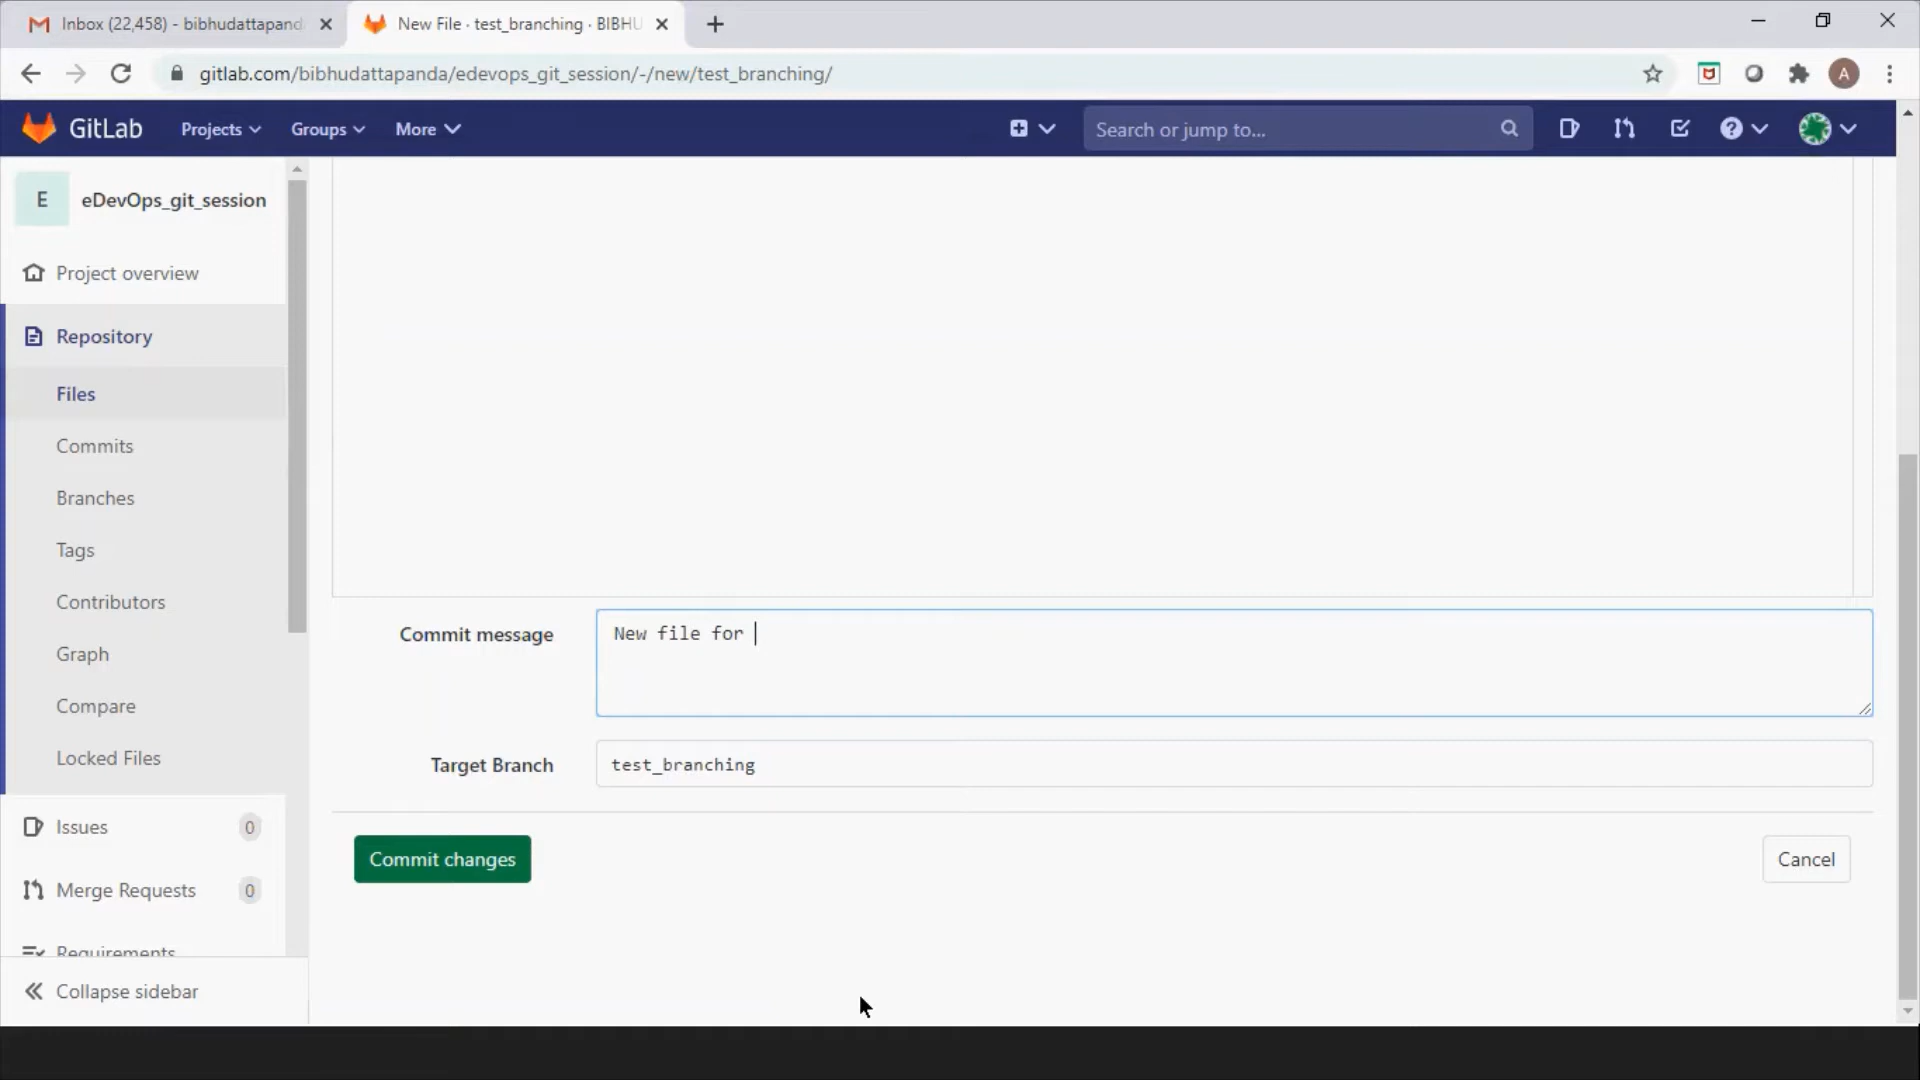 Inbox (22,458) - bibhudattapand
New File · test_branching · BIBHU
gitlab.com/bibhudattapanda/edevops_git_session/-/new/test_branching/
A
GitLab
Projects
Groups
More
Search or jump to...
E
eDevOps_git_session
Project overview
Repository
Files
Commits
Branches
Tags
Contributors
Graph
Compare
Locked Files
Issues 0
Merge Requests 0
Requirements
Collapse sidebar
Commit message
New file for
Target Branch
test_branching
Commit changes
Cancel